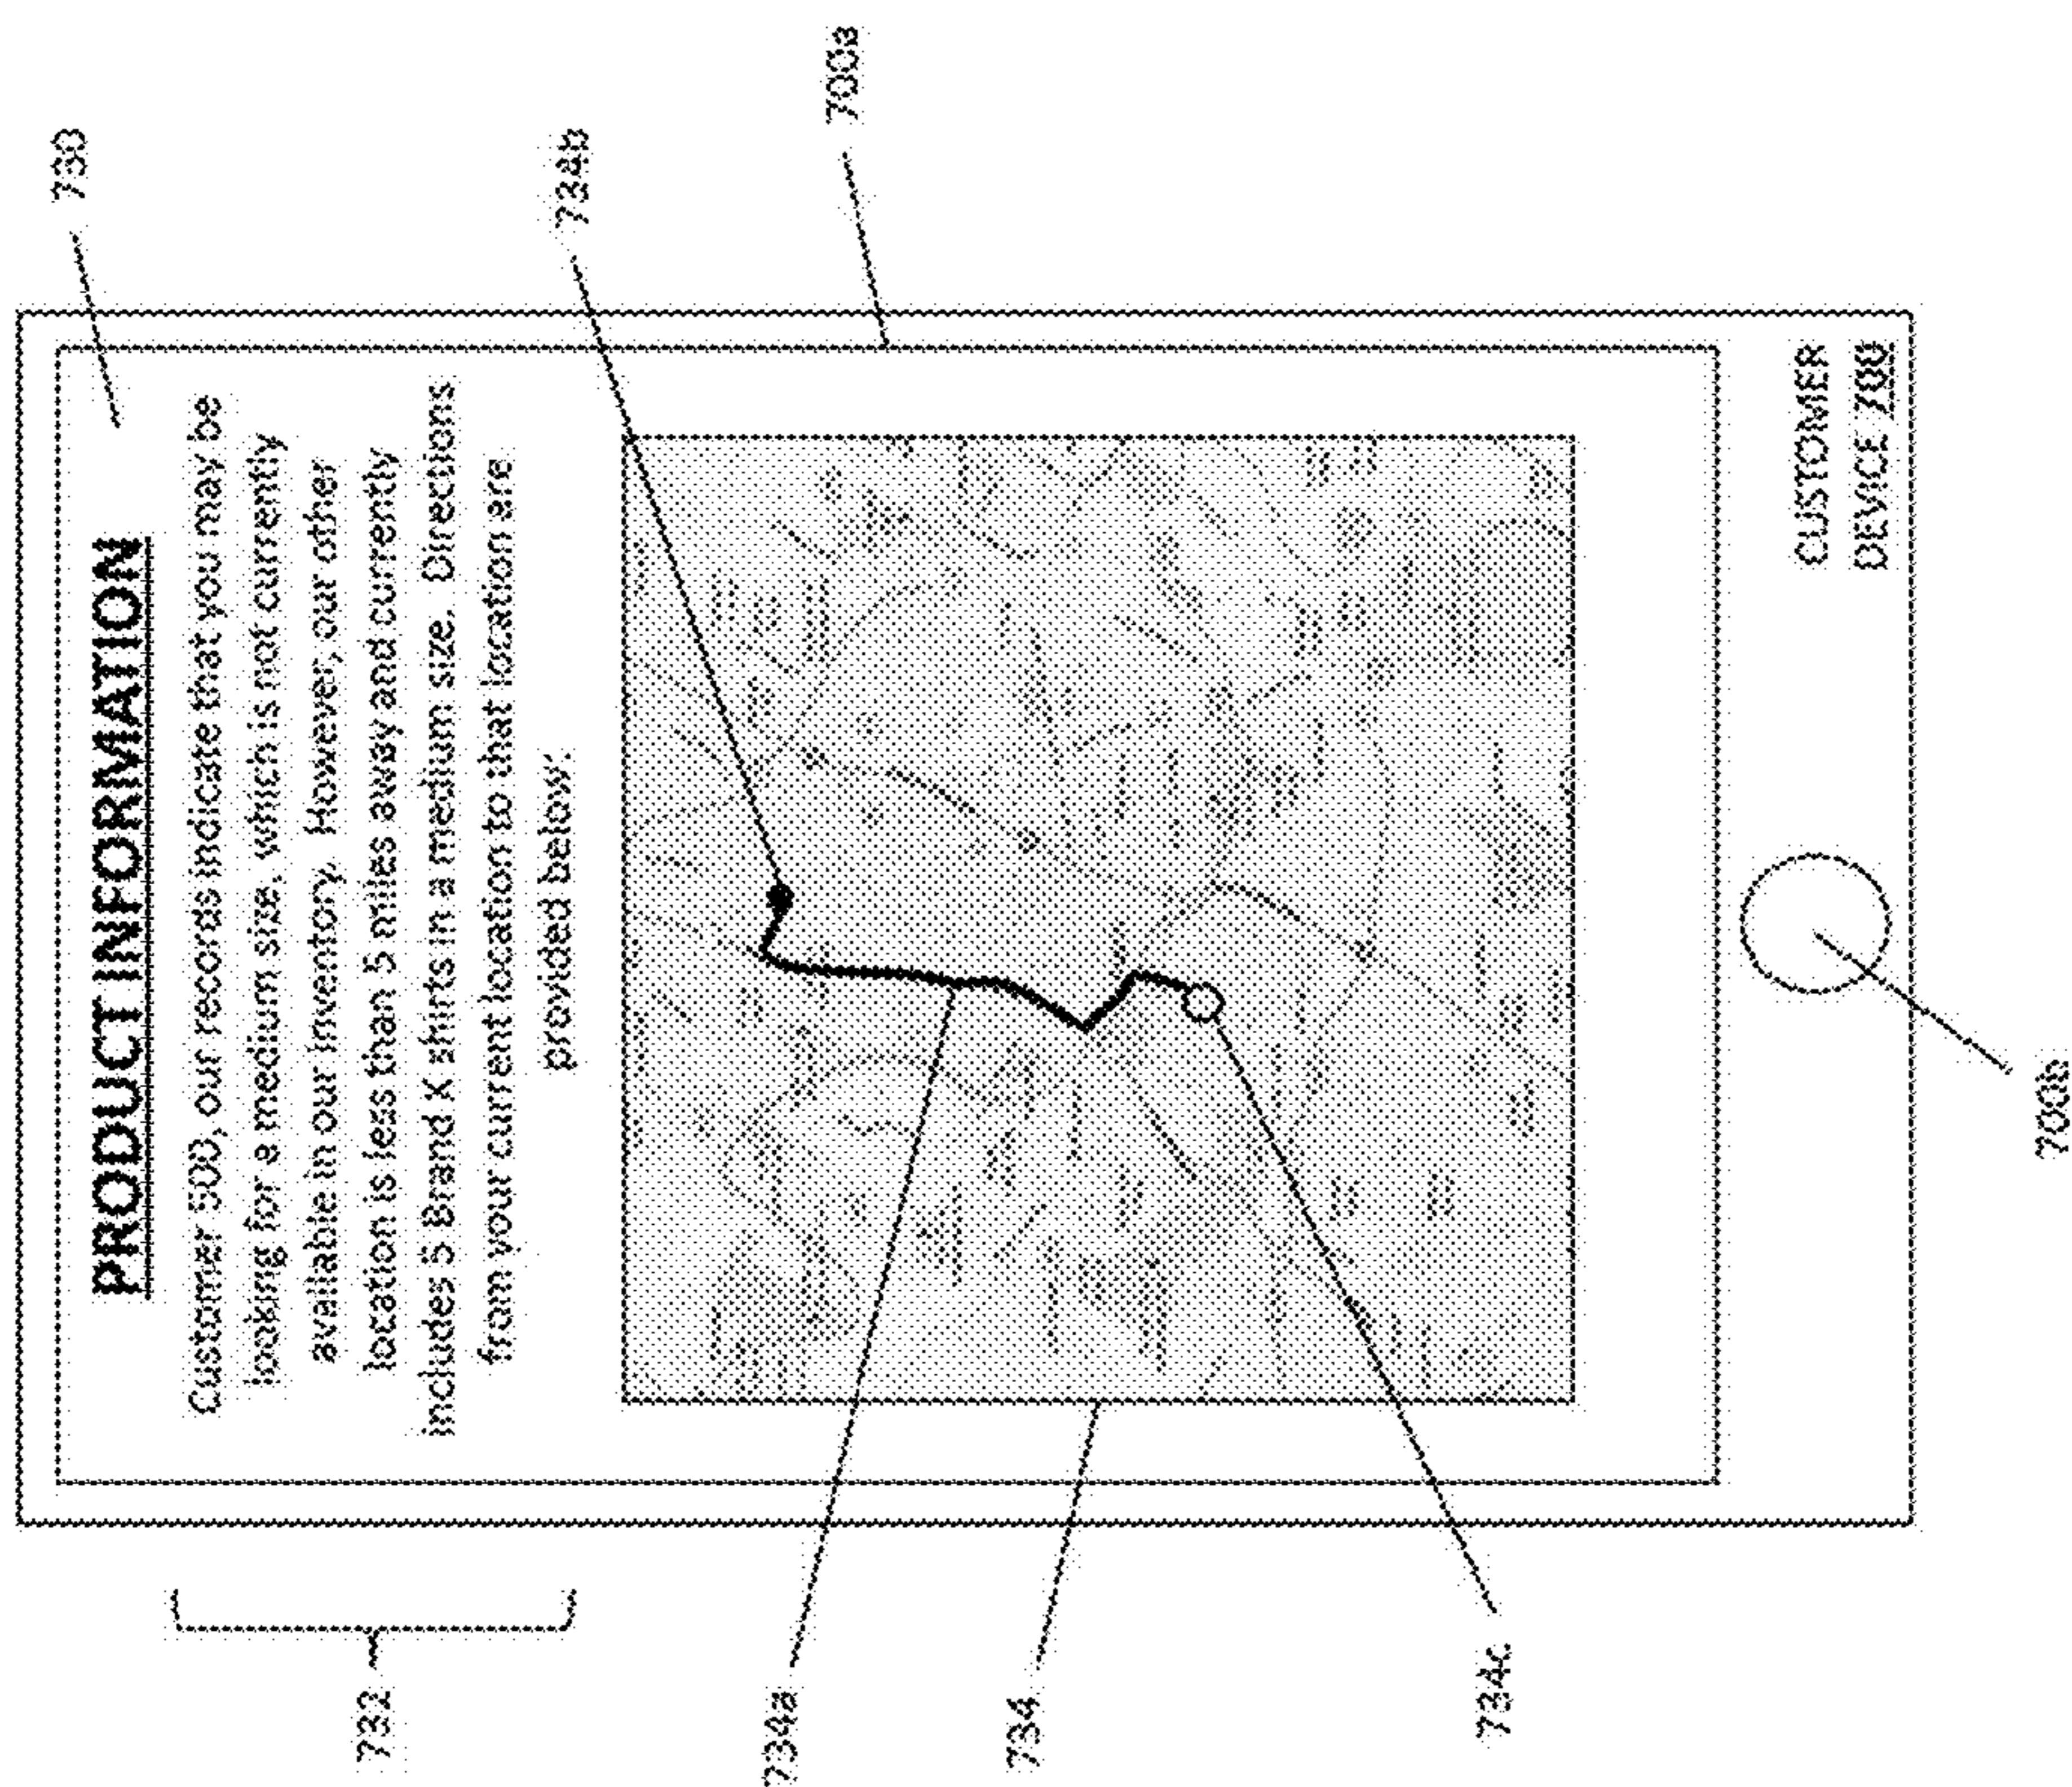 PRODUCT INFORMATION
Customer 500, our records indicate that you may be
looking for a medium size, which is not currently
available in our inventory. However, our other
location is less than 5 miles away and currently
includes 5 Brand X shirts in a medium size. Directions
from your current location to that location are
provided below:
CUSTOMER
DEVICE 700
730
732
734b
734a
700a
734
734c
700b